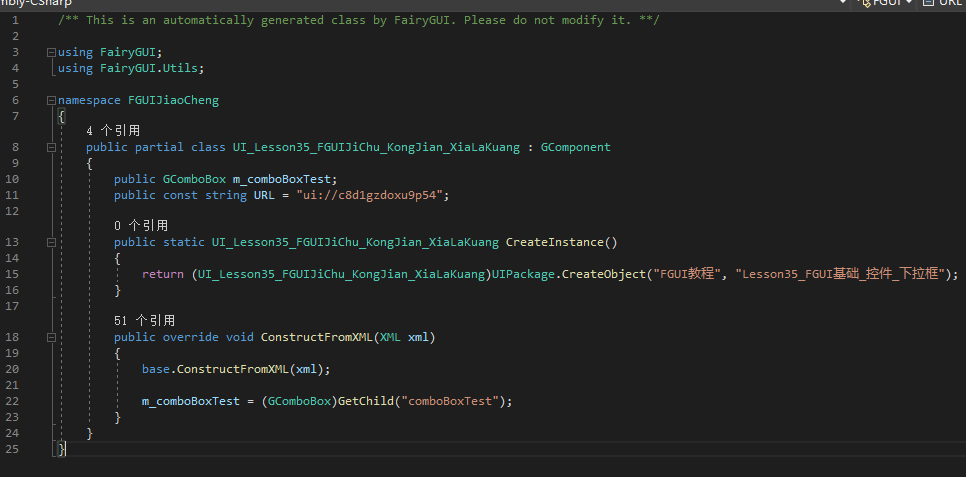 mbly-CSharp
FGUI
URL
1 /** This is an automatically generated class by FairyGUI. Please do not modify it. **/
2
3 using FairyGUI;
4 using FairyGUI.Utils;
5
6 namespace FGUIJiaoCheng
7 {
4 个引用
8 public partial class UI_Lesson35_FGUIJiChu_KongJian_XiaLaKuang : GComponent
9 {
10 public GComboBox m_comboBoxTest;
11 public const string URL = "ui://c8d1gzdoxu9p54";
12
0 个引用
13 public static UI_Lesson35_FGUIJiChu_KongJian_XiaLaKuang CreateInstance()
14 {
15 return (UI_Lesson35_FGUIJiChu_KongJian_XiaLaKuang)UIPackage.CreateObject("FGUI教程", "Lesson35_FGUI基础_控件_下拉框");
16 }
17
51 个引用
18 public override void ConstructFromXML(XML xml)
19 {
20 base.ConstructFromXML(xml);
21
22 m_comboBoxTest = (GComboBox)GetChild("comboBoxTest");
23 }
24 }
25 }